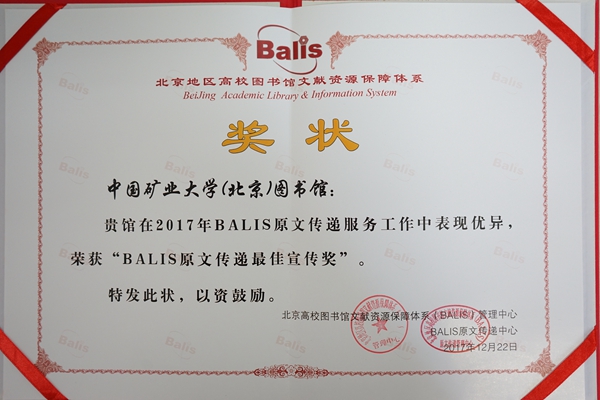 Balis
北京地区高校图书馆文献资源保障体系
BeiJing Academic Library & Information System
奖状
中国矿业大学(北京)图书馆：
贵馆在2017年BALIS原文传递服务工作中表现优异，
荣获“BALIS原文传递最佳宣传奖”。
特发此状，以资鼓励。
北京高校图书馆文献资源保障体系（BALIS）管理中心
BALIS原文传递中心
2017年12月22日